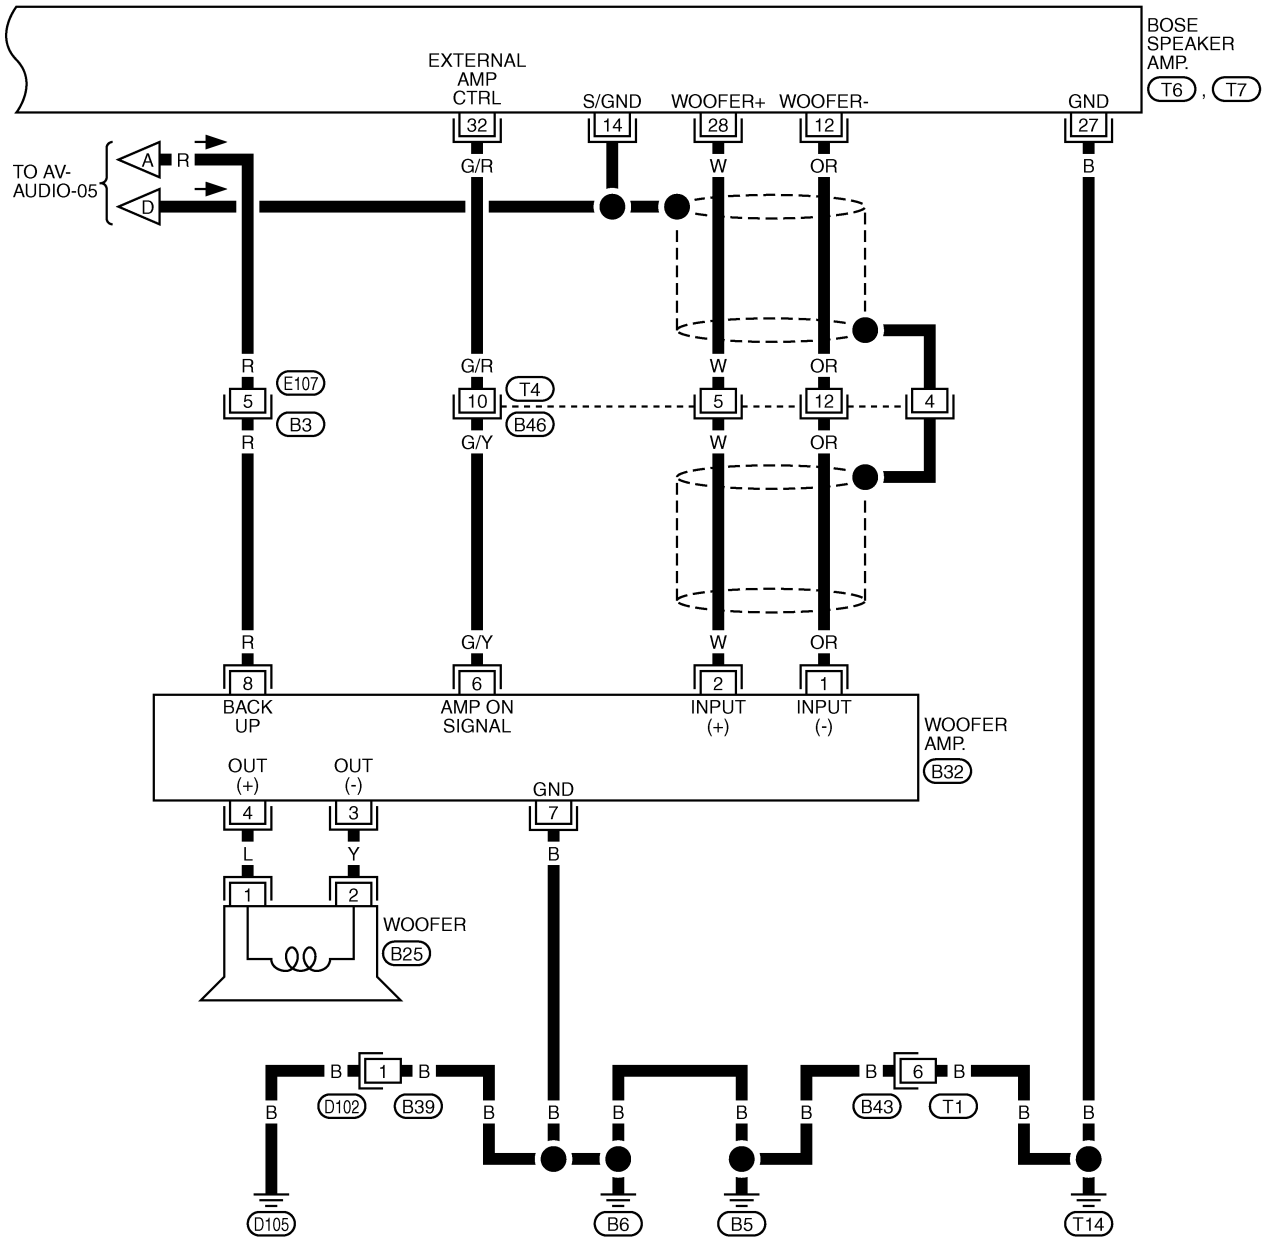 BOSE
SPEAKER
AMP.
T6 , T7
EXTERNAL
AMP
CTRL
S/GND
WOOFER+
WOOFER-
GND
32
14
28
12
27
TO AV-
AUDIO-05
A
R
G/R
W
OR
B
D
R
G/R
W
OR
E107
T4
5
10
5
12
4
B3
B46
R
G/Y
W
OR
R
G/Y
W
OR
8
6
2
1
BACK
UP
AMP ON
SIGNAL
INPUT
(+)
INPUT
(-)
WOOFER
AMP.
B32
OUT
(+)
OUT
(-)
GND
4
3
7
L
Y
B
1
2
WOOFER
B25
B
1
B
B
6
B
D102
B39
B43
T1
B
B
B
B
B
B
B
B
D105
B6
B5
T14